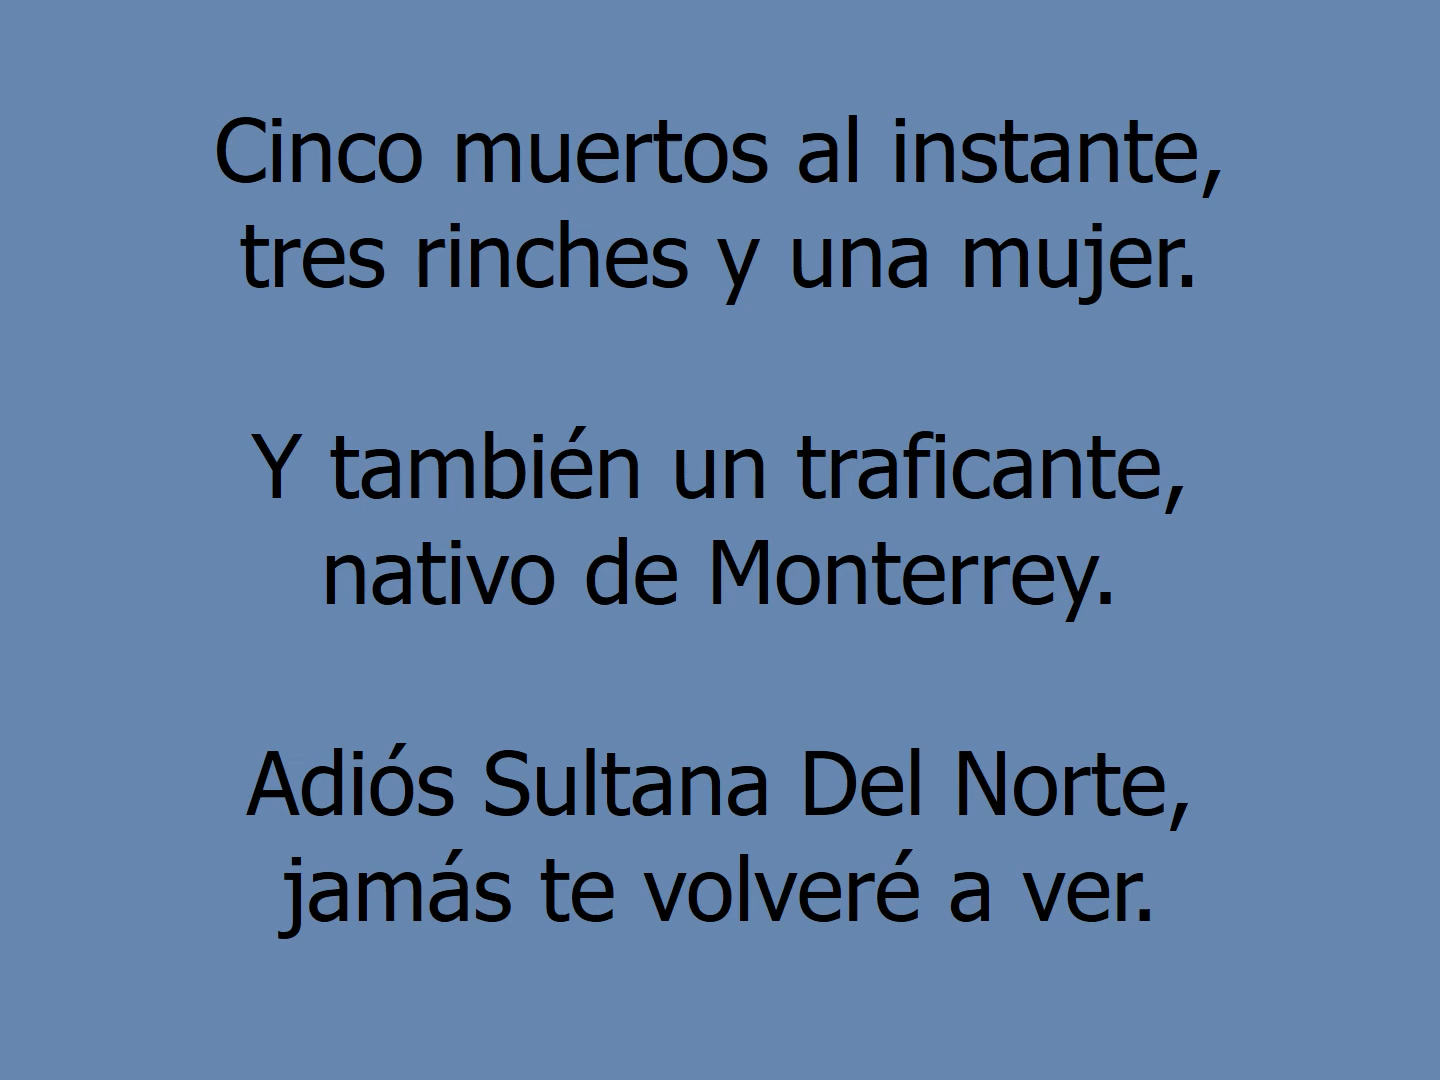 Cinco muertos al instante,
tres rinches y una mujer.
Y también un traficante,
nativo de Monterrey.
Adiós Sultana Del Norte,
jamás te volveré a ver.